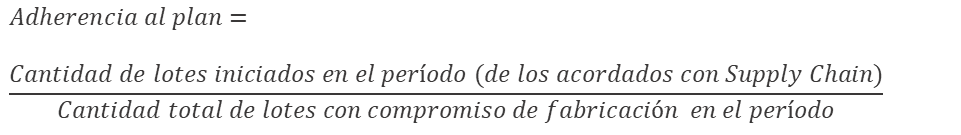 Adherencia al plan =
Cantidad de lotes iniciados en el período (de los acordados con Supply Chain)
Cantidad total de lotes con compromiso de fabricación en el período